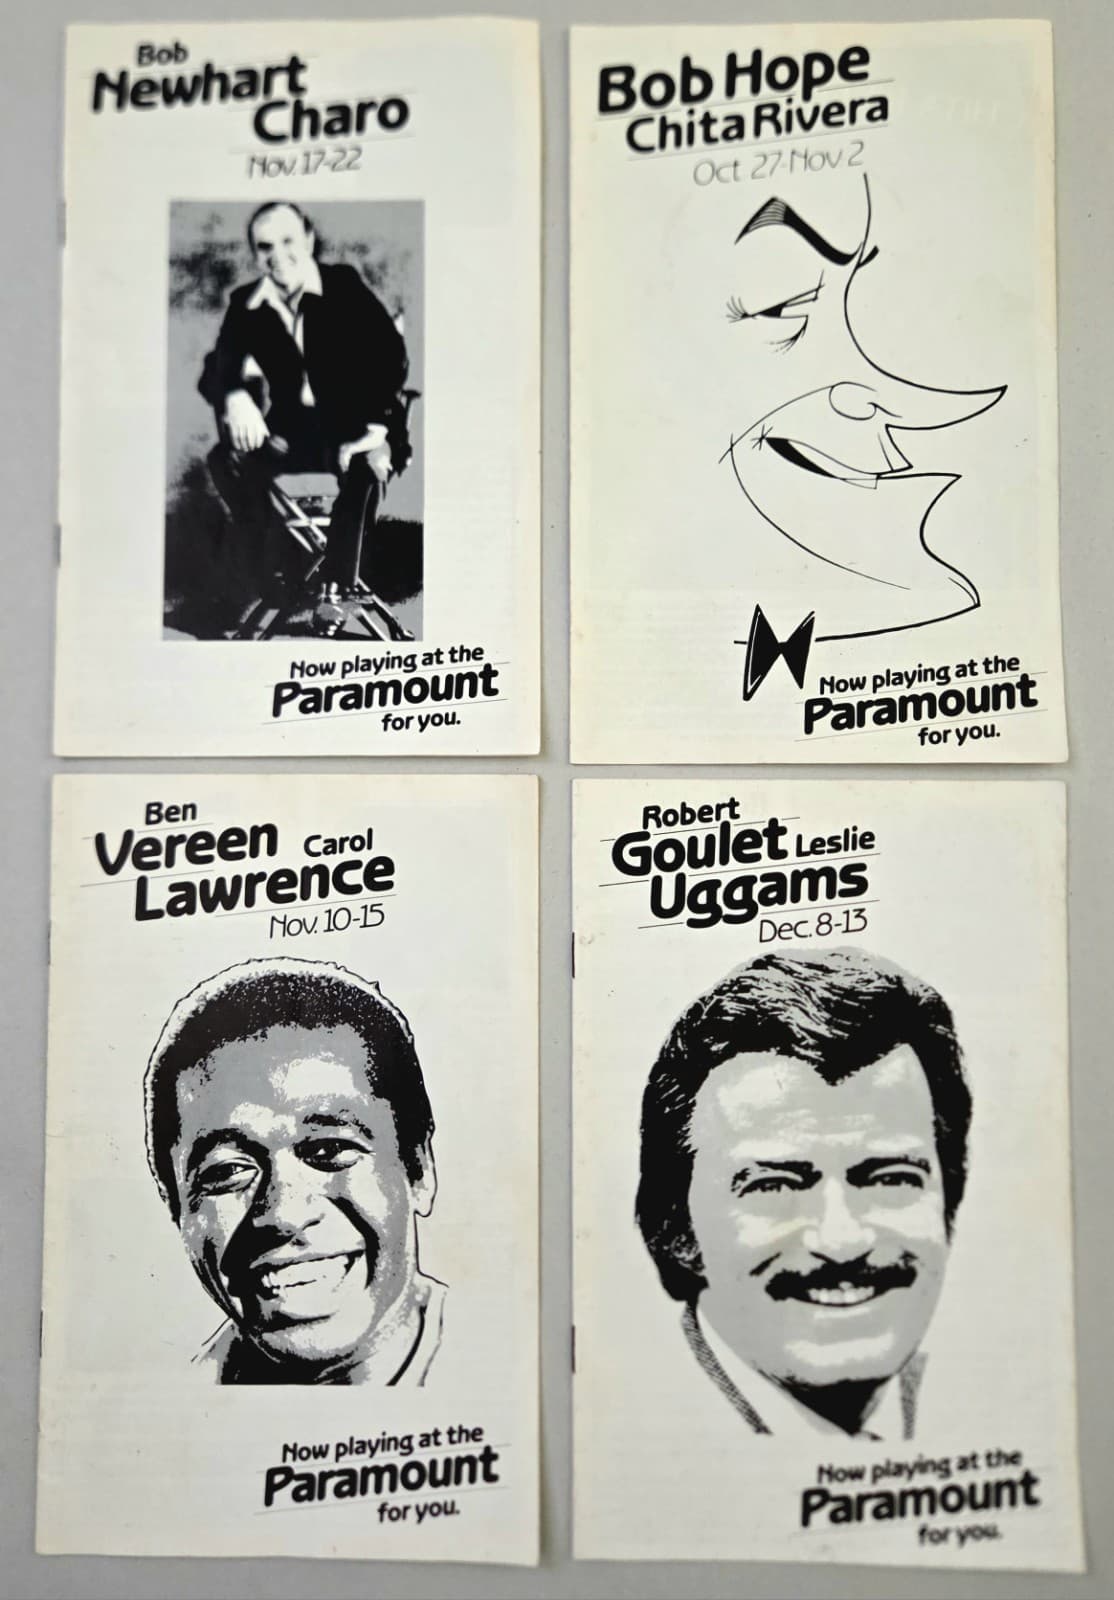 Bob
Newhart
Charo
Nov. 17-22
Now playing at the
Paramount
for you.
Bob Hope
Chita Rivera
Oct. 27-Nov 2
Now playing at the
Paramount
for you.
Ben
Vereen Carol
Lawrence
Nov. 10-15
Now playing at the
Paramount
for you.
Robert
Goulet Leslie
Uggams
Dec. 8-13
Now playing at the
Paramount
for you.